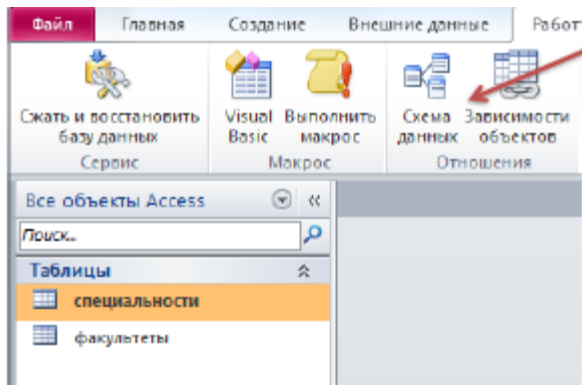 Файл Главная Создание Внешние данные Работ
Сжать и восстановить Visual Выполнить Схема Зависимости
базу данных Basic макрос данных объектов
Сервис Макрос Отношения
Все объекты Access
Поиск...
Таблицы
специальности
факультеты